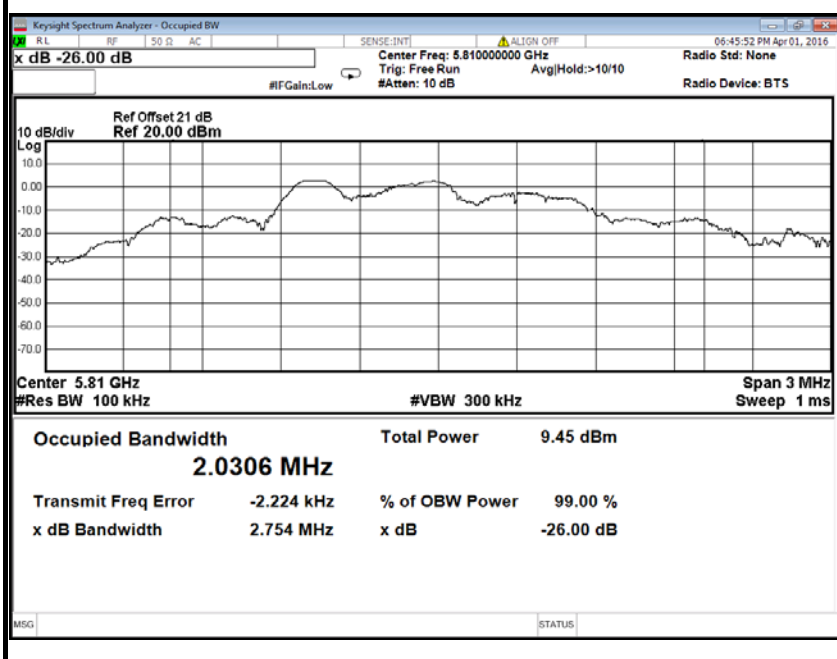 Keysight Spectrum Analyzer - Occupied BW
LXI RL RF 50 Ω AC SENSE:INT ALIGN OFF 06:45:52 PM Apr 01, 2016
x dB -26.00 dB Center Freq: 5.810000000 GHz Radio Std: None
Trig: Free Run Avg|Hold:>10/10
#IFGain:Low #Atten: 10 dB Radio Device: BTS
Ref Offset 21 dB
10 dB/div Ref 20.00 dBm
Log
10.0
0.00
-10.0
-20.0
-30.0
-40.0
-50.0
-60.0
-70.0
Center 5.81 GHz Span 3 MHz
#Res BW 100 kHz #VBW 300 kHz Sweep 1 ms
Occupied Bandwidth Total Power 9.45 dBm
2.0306 MHz
Transmit Freq Error -2.224 kHz % of OBW Power 99.00 %
x dB Bandwidth 2.754 MHz x dB -26.00 dB
MSG STATUS